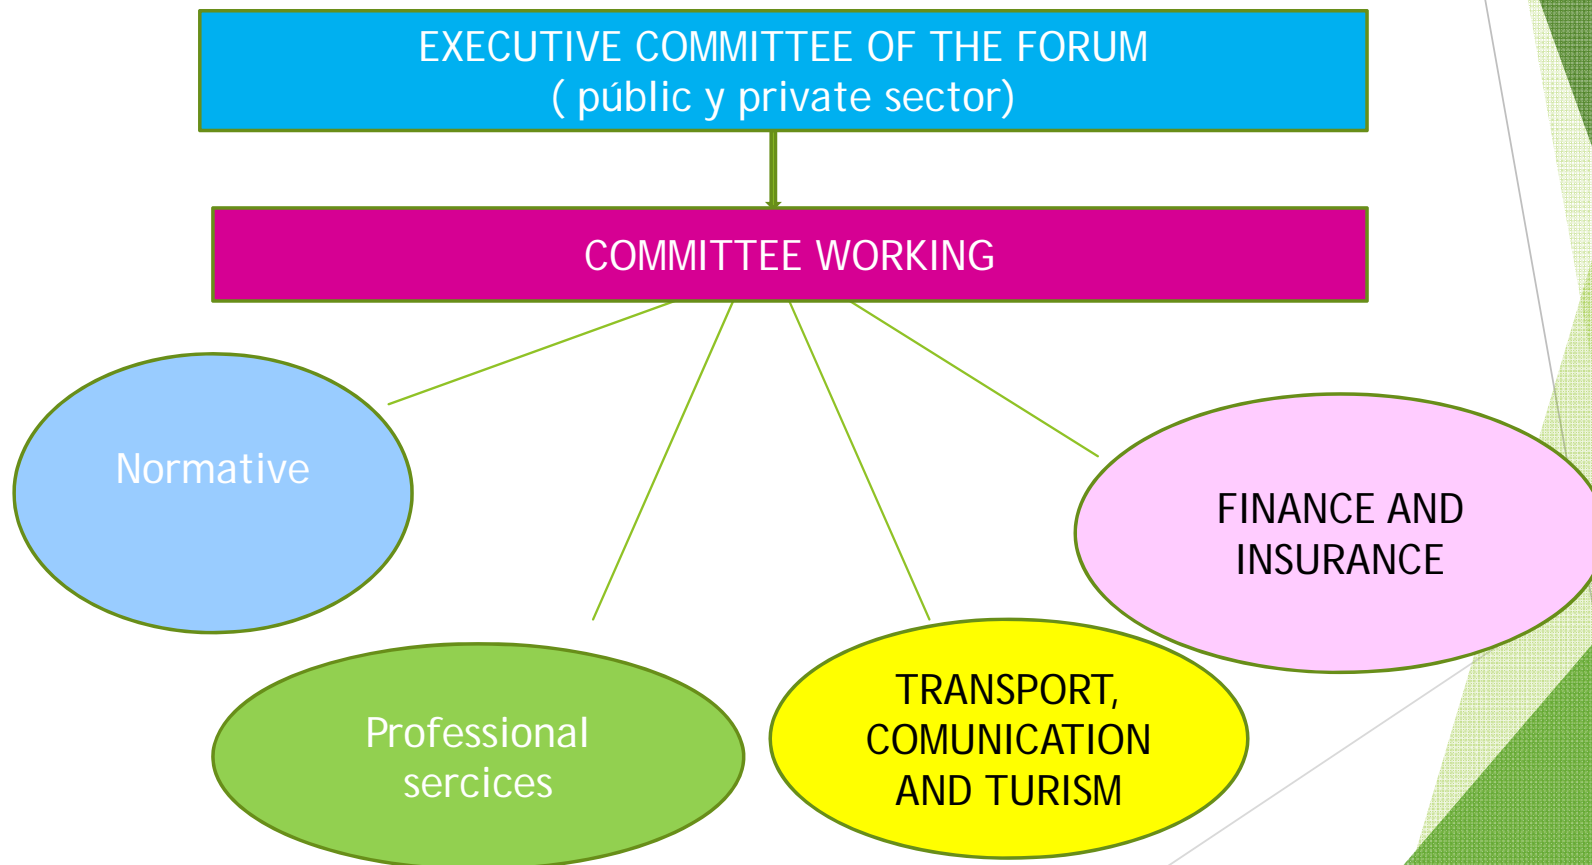 EXECUTIVE COMMITTEE OF THE FORUM
( públic y private sector)
COMMITTEE WORKING
Normative
FINANCE AND
INSURANCE
Professional
sercices
TRANSPORT,
COMUNICATION
AND TURISM